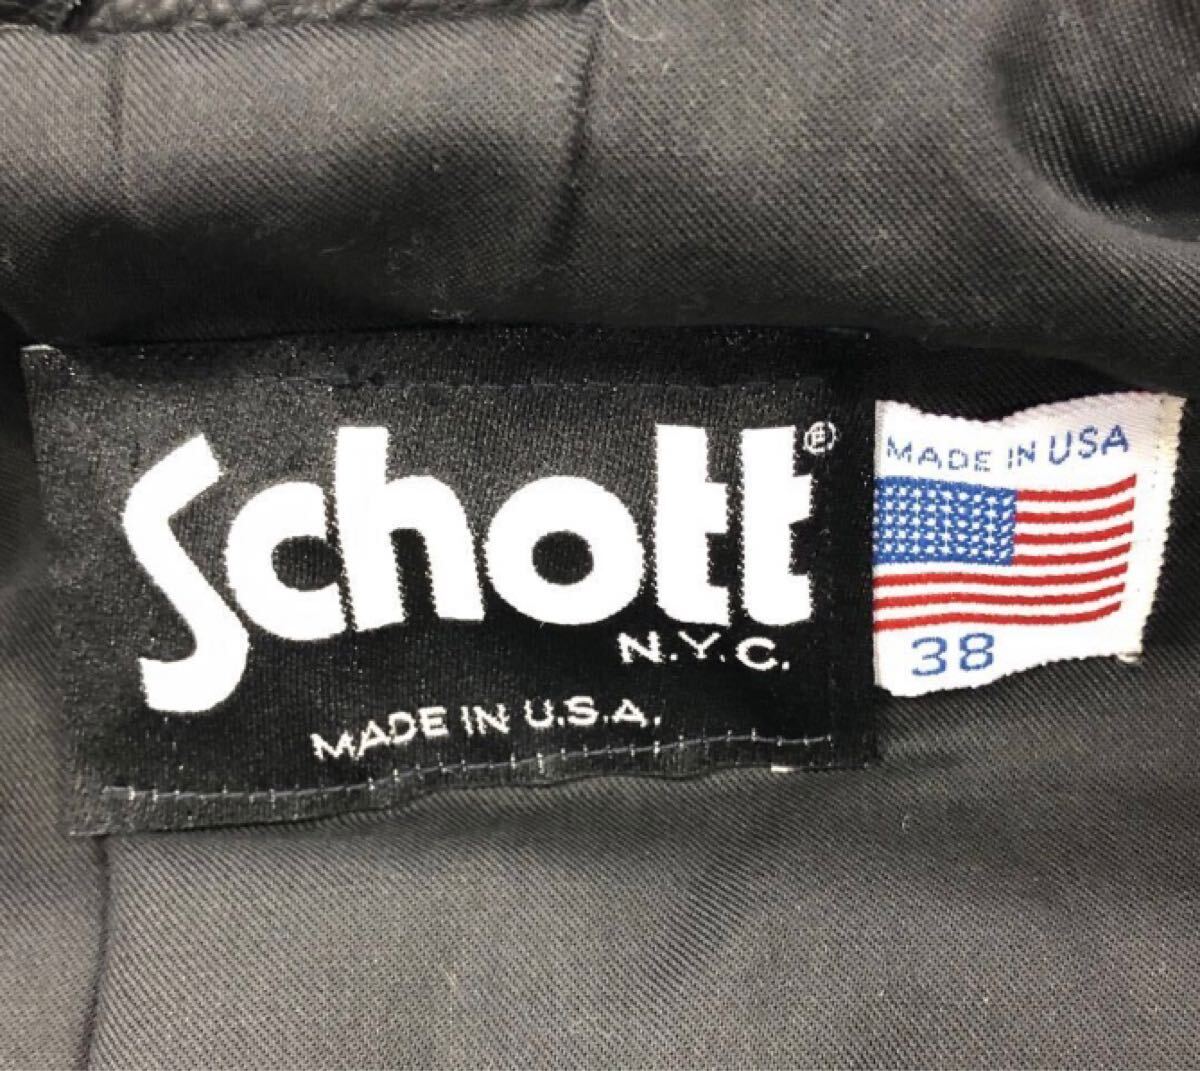 Schott®
N.Y.C.
MADE IN U.S.A.
MADE IN USA
38